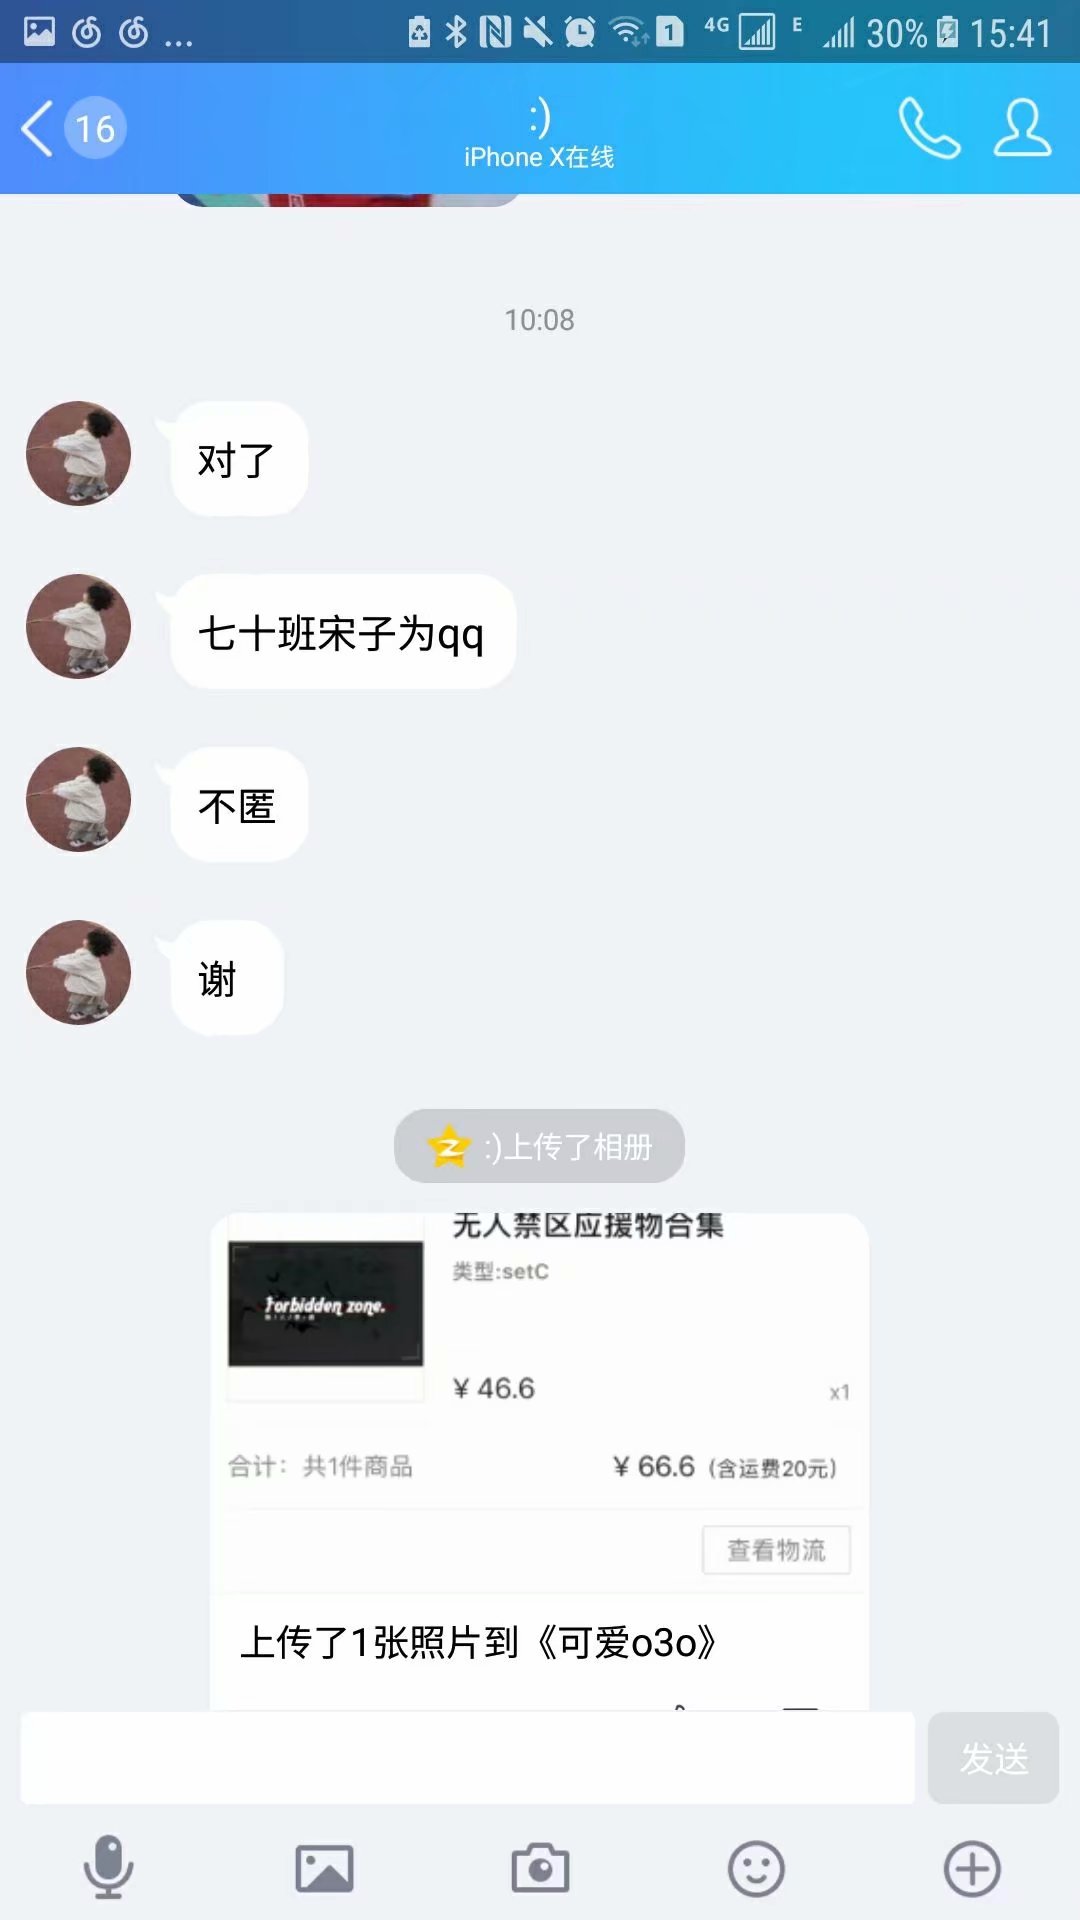 ... 1 4G E 30% 15:41
16
:)
iPhone X在线
10:08
对了
七十班宋子为qq
不匿
谢
:)上传了相册
无人禁区应援物合集
类型:setC
forbidden zone.
¥ 46.6
x1
合计：共1件商品
¥ 66.6 (含运费20元)
查看物流
上传了1张照片到《可爱o3o》
发送